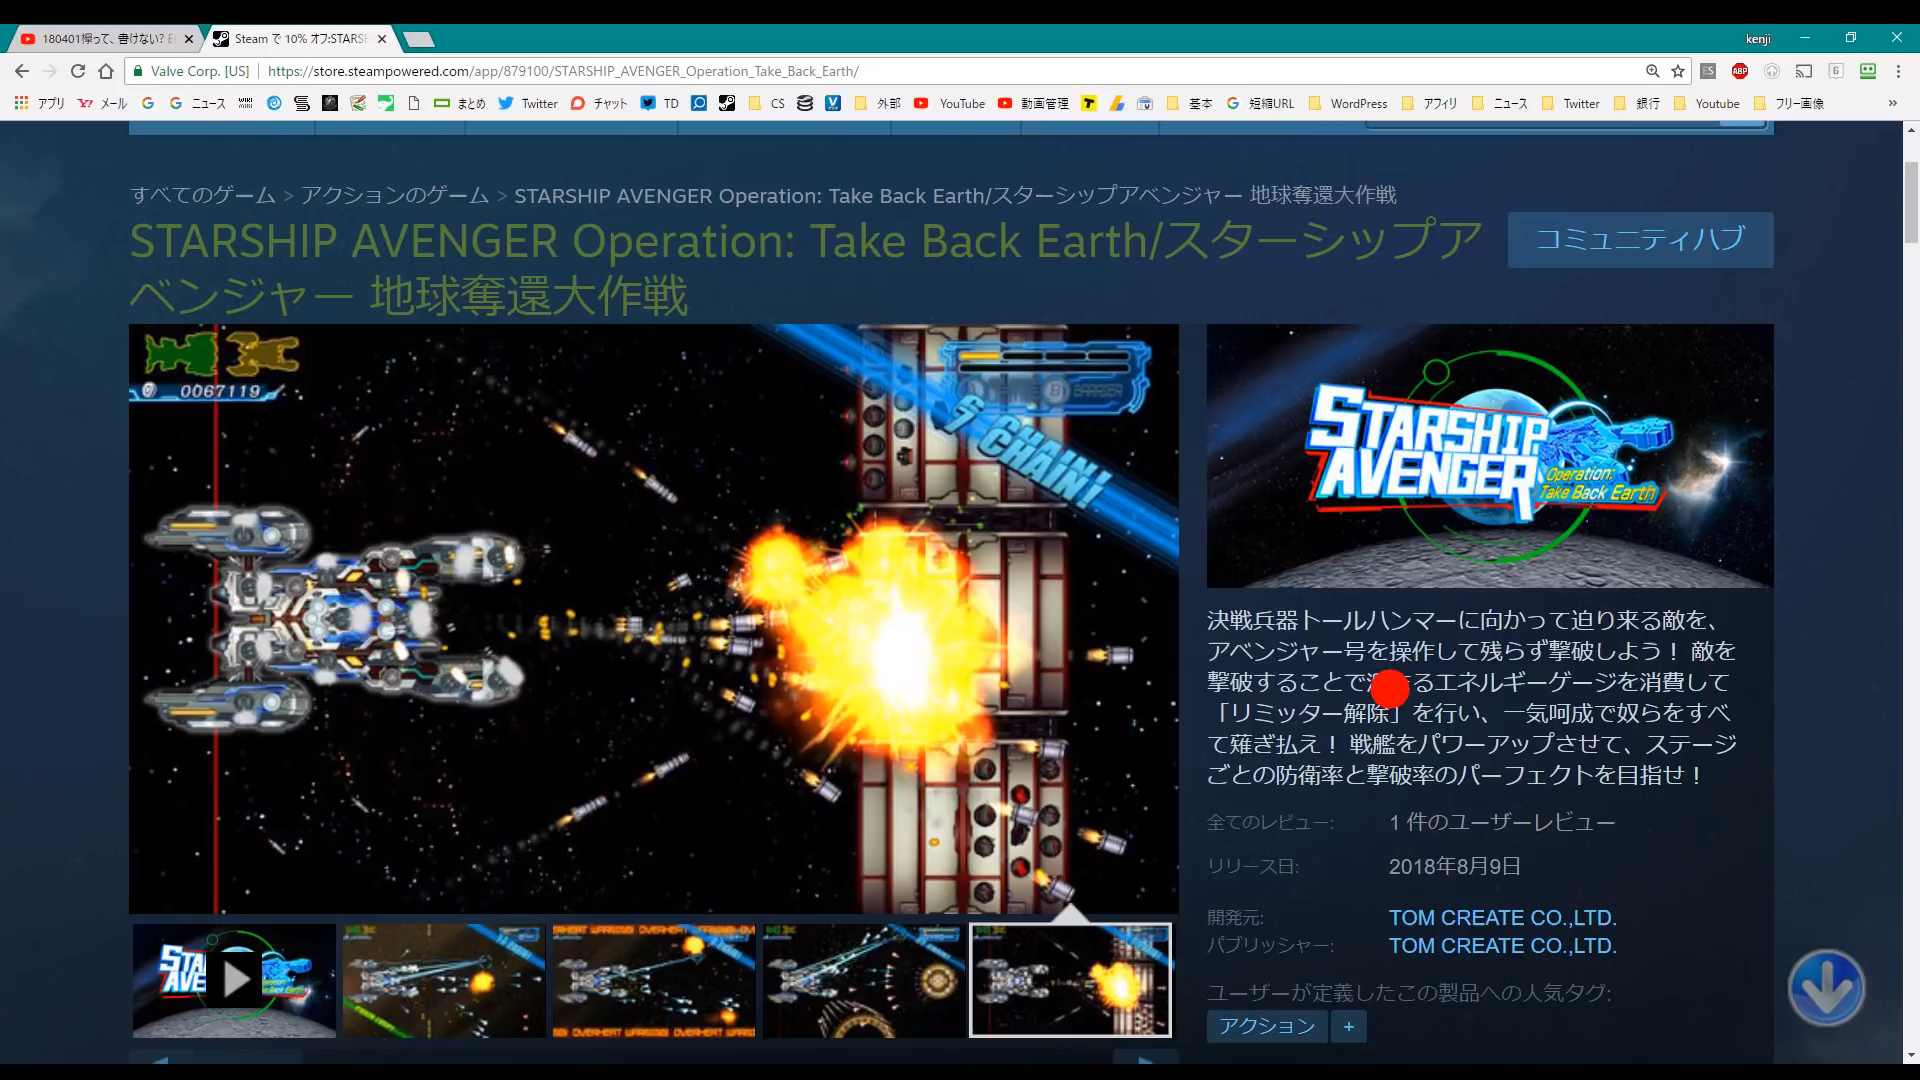 180401懌って、書けない?
Steam で 10% オフ:STARSH
kenji
Valve Corp. [US]
https://store.steampowered.com/app/879100/STARSHIP_AVENGER_Operation_Take_Back_Earth/
アプリ メール ニュース WIKI まとめ Twitter チャット TD CS 外部 YouTube 動画管理 基本 短縮URL WordPress アフィリ ニュース Twitter 銀行 Youtube フリー画像 »
すべてのゲーム > アクションのゲーム > STARSHIP AVENGER Operation: Take Back Earth/スターシップアベンジャー 地球奪還大作戦
STARSHIP AVENGER Operation: Take Back Earth/スターシップア
ベンジャー 地球奪還大作戦
コミュニティハブ
0067119
CHAIN!
STARSHIP
AVENGER
Operation:
Take Back Earth
決戦兵器トールハンマーに向かって迫り来る敵を、
アベンジャー号を操作して残らず撃破しよう！ 敵を
撃破することで るエネルギーゲージを消費して
「リミッター解除」を行い、一気呵成で奴らをすべ
て薙ぎ払え！ 戦艦をパワーアップさせて、ステージ
ごとの防衛率と撃破率のパーフェクトを目指せ！
全てのレビュー: 1 件のユーザーレビュー
リリース日: 2018年8月9日
開発元: TOM CREATE CO.,LTD.
パブリッシャー: TOM CREATE CO.,LTD.
ユーザーが定義したこの製品への人気タグ:
アクション +